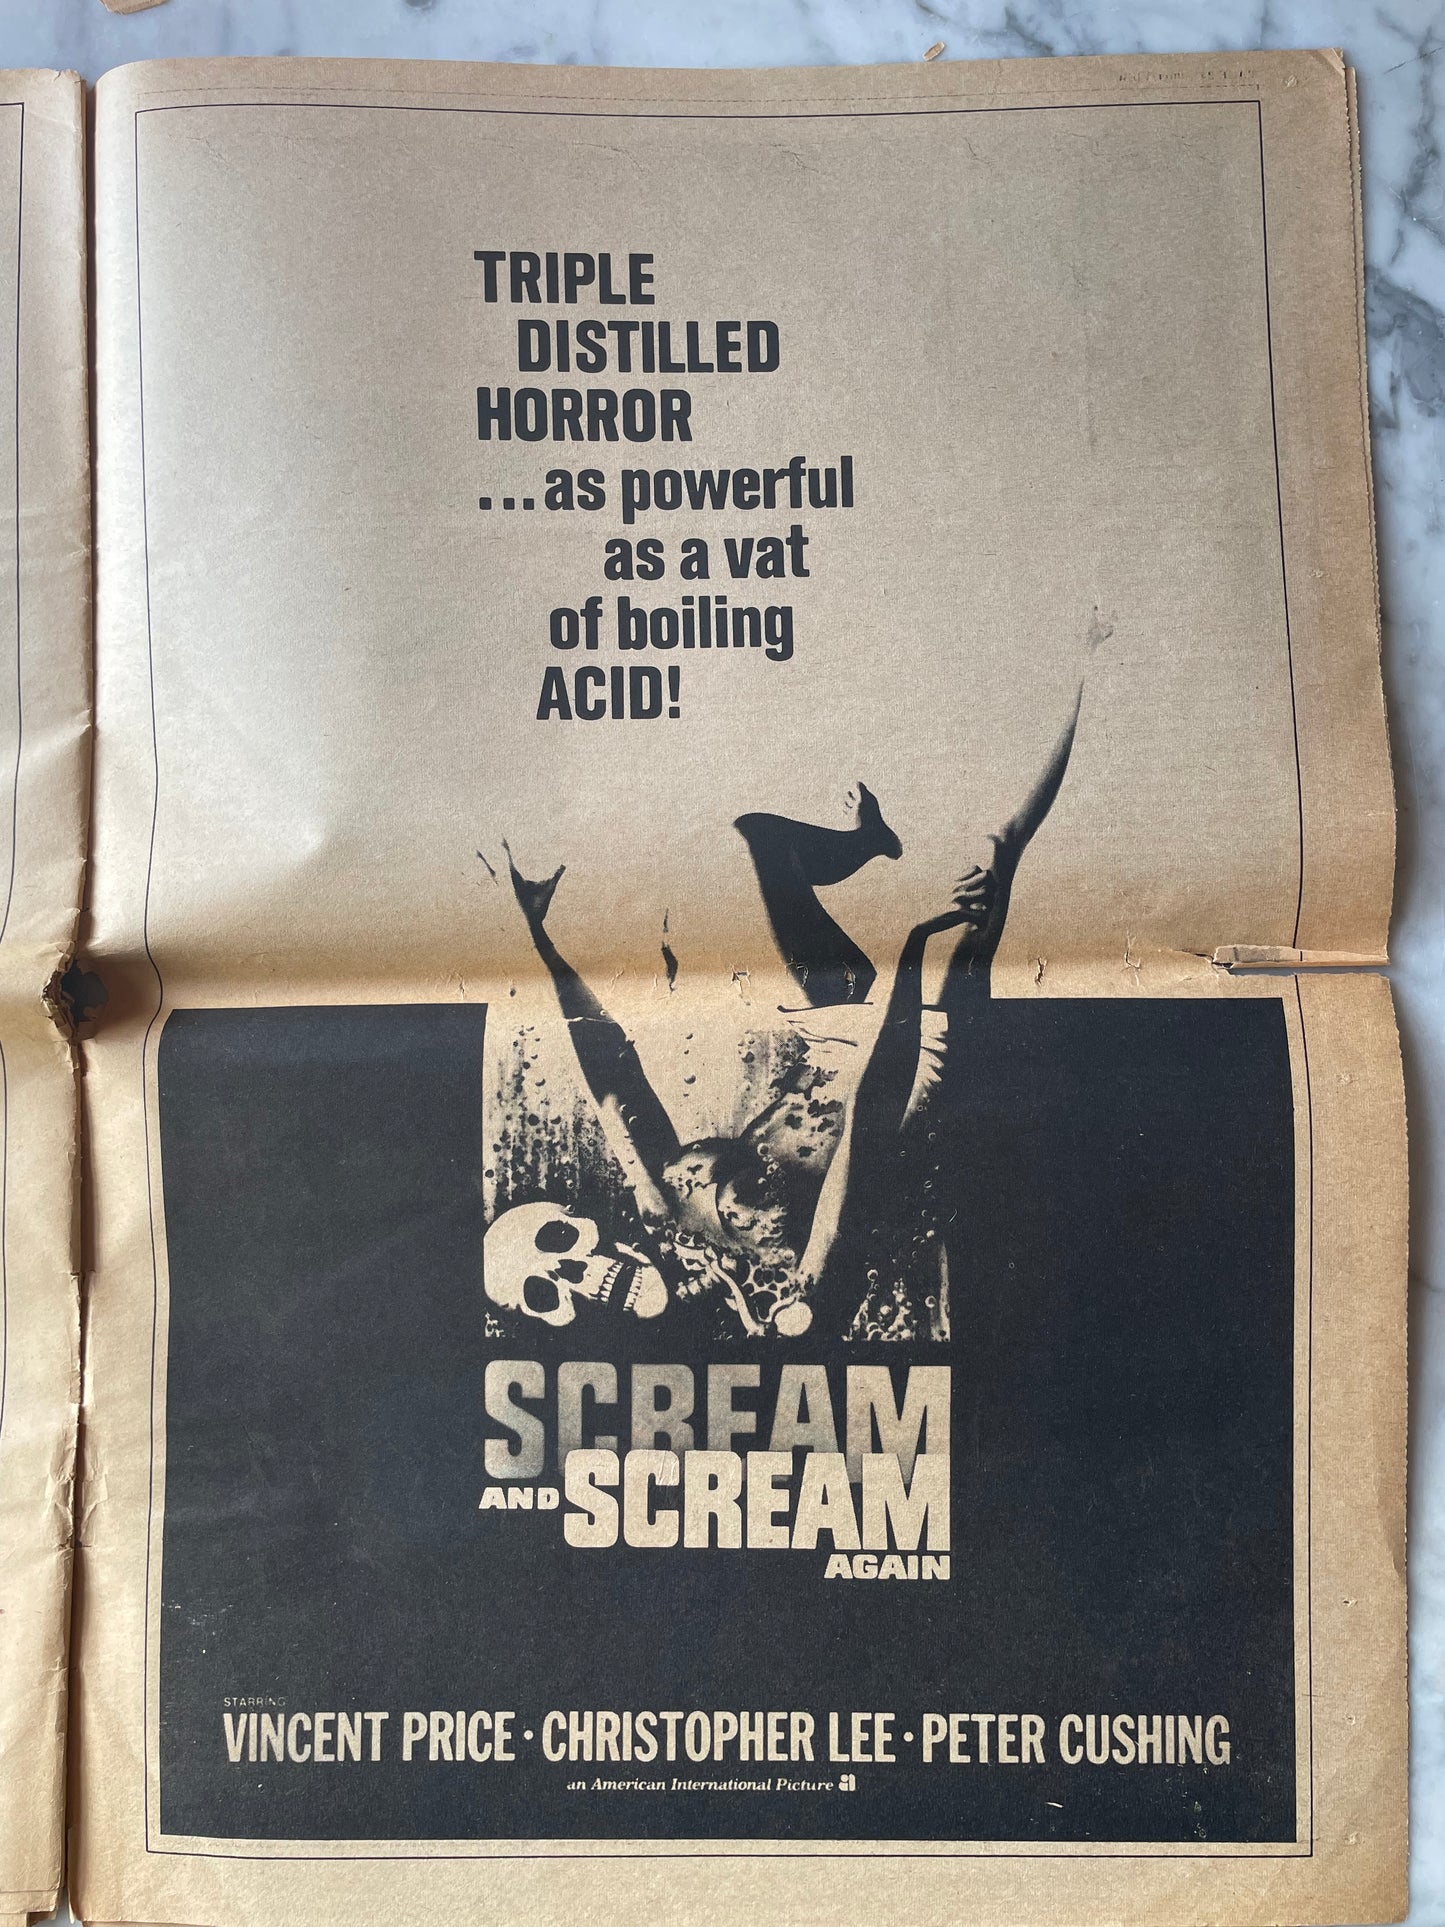 TRIPLE
DISTILLED
HORROR
...as powerful
as a vat
of boiling
ACID!
SCREAM
AND SCREAM
AGAIN
STARRING
VINCENT PRICE · CHRISTOPHER LEE · PETER CUSHING
an American International Picture